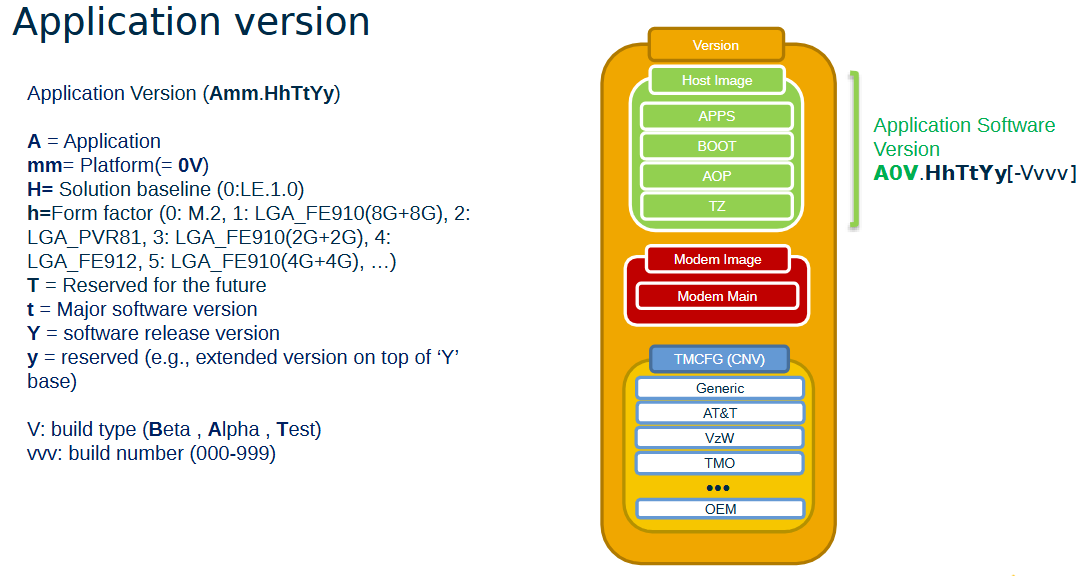 Application version
Application Version (Amm.HhTtYy)
A = Application
mm= Platform(= 0V)
H= Solution baseline (0:LE.1.0)
h=Form factor (0: M.2, 1: LGA_FE910(8G+8G), 2:
LGA_PVR81, 3: LGA_FE910(2G+2G), 4:
LGA_FE912, 5: LGA_FE910(4G+4G), …)
T = Reserved for the future
t = Major software version
Y = software release version
y = reserved (e.g., extended version on top of ‘Y’
base)
V: build type (Beta , Alpha , Test)
vvv: build number (000-999)
Version
Host Image
APPS
BOOT
AOP
TZ
Modem Image
Modem Main
TMCFG (CNV)
Generic
AT&T
VzW
TMO
•••
OEM
Application Software
Version
A0V.HhTtYy[-Vvvv]